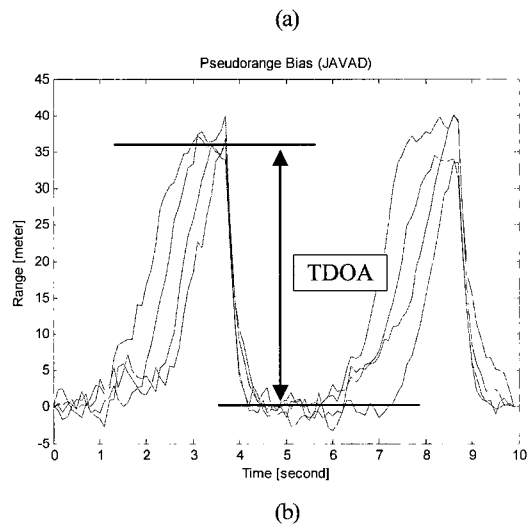 (a)
Pseudorange Bias (JAVAD)
45
40
35
30
25
20
15
10
5
0
-5
Range [meter]
TDOA
0 1 2 3 4 5 6 7 8 9 10
Time [second]
(b)